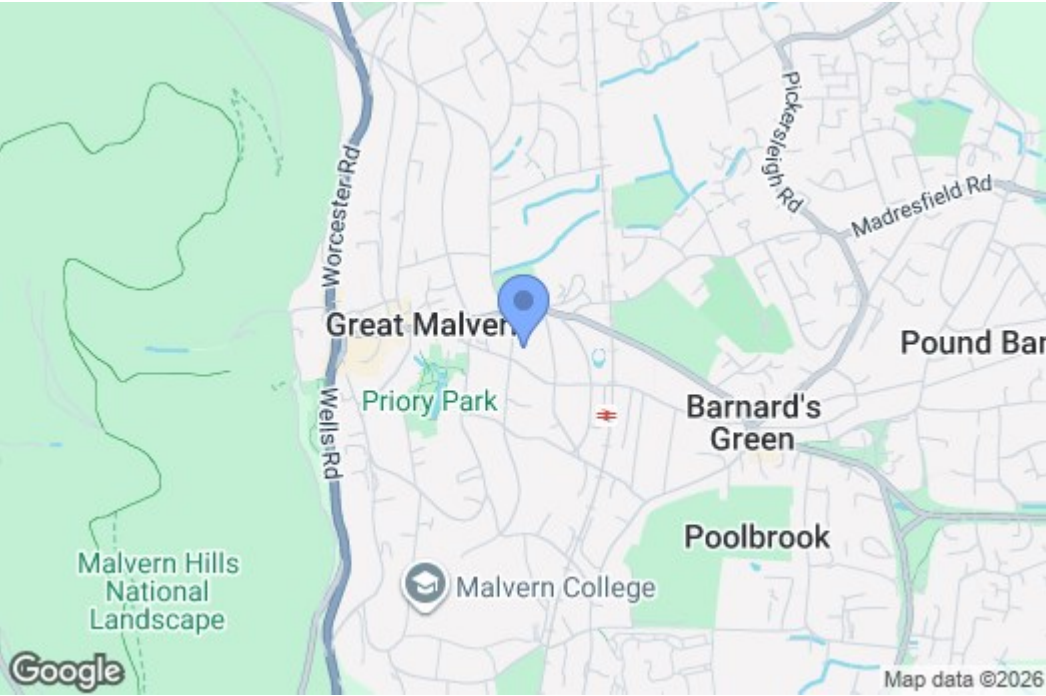 Pickersleigh Rd
Madresfield Rd
Worcester Rd
Great Malvern
Pound Bar
Priory Park
Wells Rd
Barnard's
Green
Poolbrook
Malvern Hills
National
Landscape
Malvern College
Google
Map data ©2026